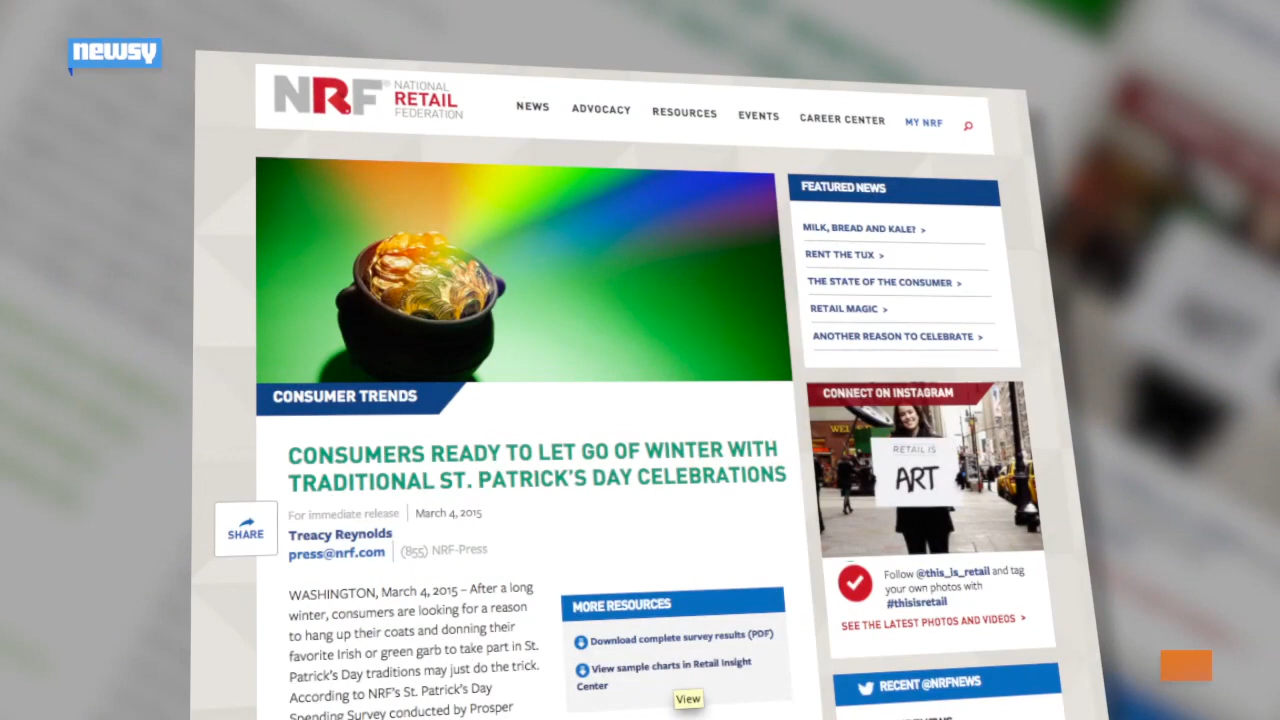 newsy
NRF®
NATIONAL
RETAIL
FEDERATION
NEWS
ADVOCACY
RESOURCES
EVENTS
CAREER CENTER
MY NRF
CONSUMER TRENDS
CONSUMERS READY TO LET GO OF WINTER WITH
TRADITIONAL ST. PATRICK'S DAY CELEBRATIONS
SHARE
For immediate release | March 4, 2015
Treacy Reynolds
press@nrf.com | (855) NRF-Press
WASHINGTON, March 4, 2015 – After a long
winter, consumers are looking for a reason
to hang up their coats and donning their
favorite Irish or green garb to take part in St.
Patrick's Day traditions may just do the trick.
According to NRF's St. Patrick's Day
Spending Survey conducted by Prosper
MORE RESOURCES
Download complete survey results (PDF)
View sample charts in Retail Insight
Center
View
FEATURED NEWS
MILK, BREAD AND KALE? >
RENT THE TUX >
THE STATE OF THE CONSUMER >
RETAIL MAGIC >
ANOTHER REASON TO CELEBRATE >
CONNECT ON INSTAGRAM
RETAIL IS
ART
Follow @this_is_retail and tag
your own photos with
#thisisretail
SEE THE LATEST PHOTOS AND VIDEOS >
RECENT @NRFNEWS